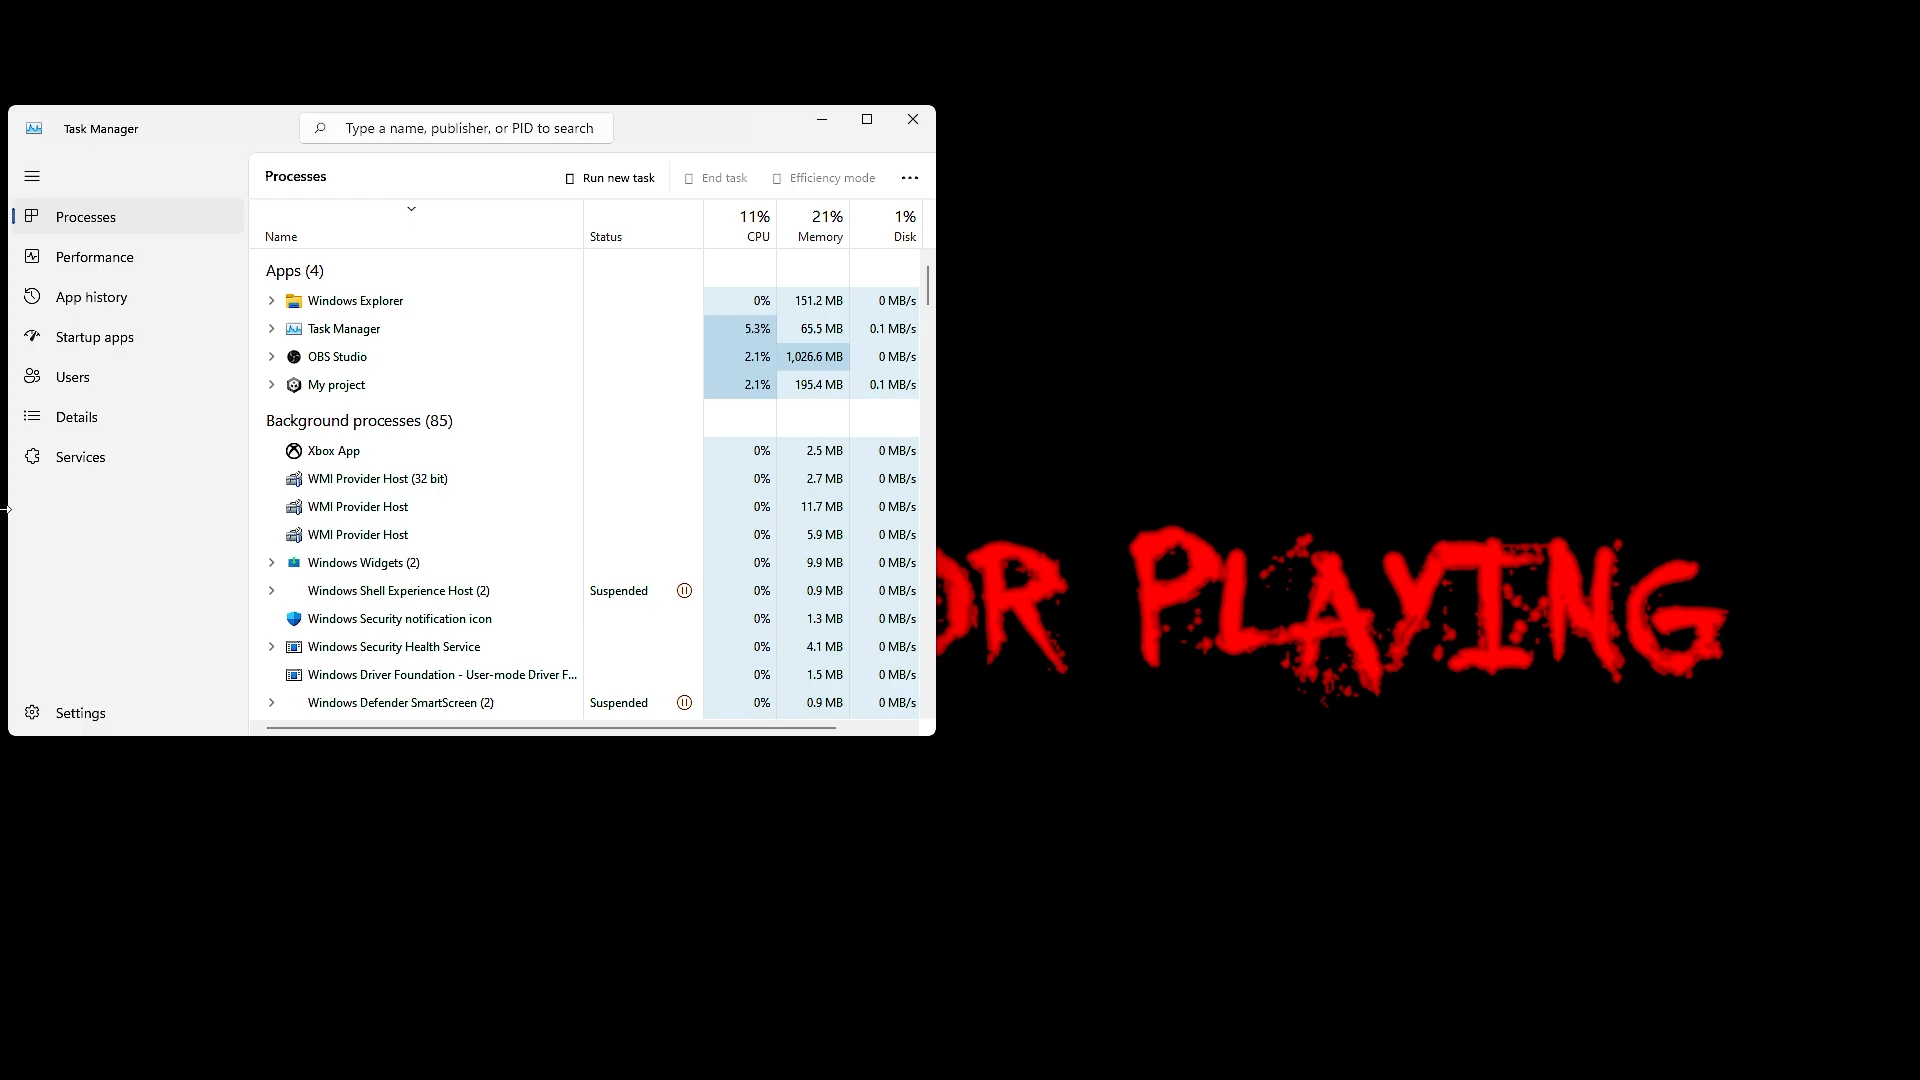 Task Manager
Type a name, publisher, or PID to search
Processes
Run new task
End task
Efficiency mode
Processes
Performance
App history
Startup apps
Users
Details
Services
Settings
11% 21% 1%
Name Status CPU Memory Disk
Apps (4)
Windows Explorer 0% 151.2 MB 0 MB/s
Task Manager 5.3% 65.5 MB 0.1 MB/s
OBS Studio 2.1% 1,026.6 MB 0 MB/s
My project 2.1% 195.4 MB 0.1 MB/s
Background processes (85)
Xbox App 0% 2.5 MB 0 MB/s
WMI Provider Host (32 bit) 0% 2.7 MB 0 MB/s
WMI Provider Host 0% 11.7 MB 0 MB/s
WMI Provider Host 0% 5.9 MB 0 MB/s
Windows Widgets (2) 0% 9.9 MB 0 MB/s
Windows Shell Experience Host (2) Suspended 0% 0.9 MB 0 MB/s
Windows Security notification icon 0% 1.3 MB 0 MB/s
Windows Security Health Service 0% 4.1 MB 0 MB/s
Windows Driver Foundation - User-mode Driver F... 0% 1.5 MB 0 MB/s
Windows Defender SmartScreen (2) Suspended 0% 0.9 MB 0 MB/s
OR PLAYING